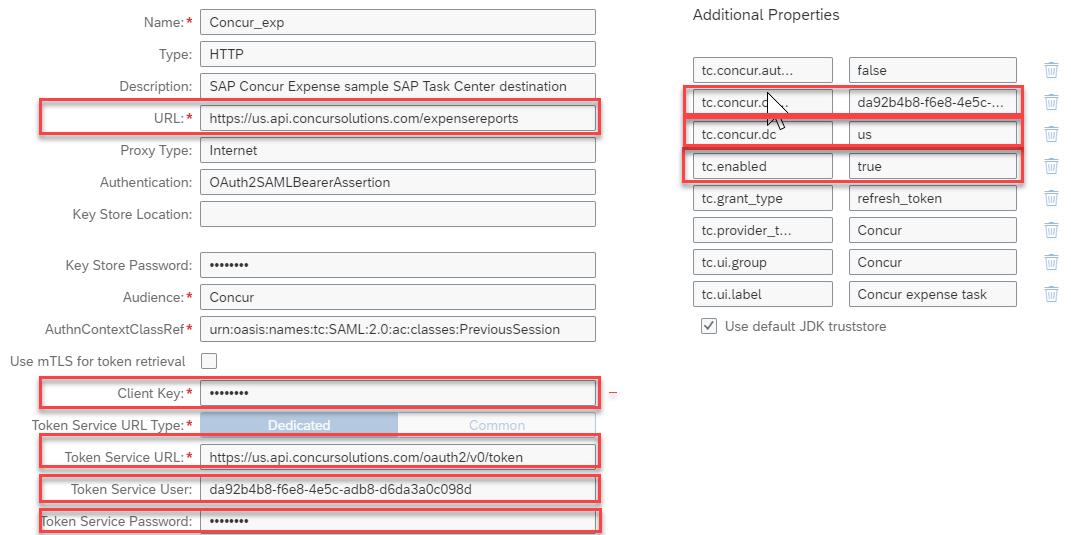 Name:* Concur_exp
Type: HTTP
Description: SAP Concur Expense sample SAP Task Center destination
URL:* https://us.api.concursolutions.com/expensereports
Proxy Type: Internet
Authentication: OAuth2SAMLBearerAssertion
Key Store Location:
Key Store Password: ••••••••
Audience:* Concur
AuthnContextClassRef* urn:oasis:names:tc:SAML:2.0:ac:classes:PreviousSession
Use mTLS for token retrieval
Client Key:* ••••••••
Token Service URL Type:* Dedicated Common
Token Service URL:* https://us.api.concursolutions.com/oauth2/v0/token
Token Service User: da92b4b8-f6e8-4e5c-adb8-d6da3a0c098d
Token Service Password: ••••••••
Additional Properties
tc.concur.aut... false
da92b4b8-f6e8-4e5c-...
tc.concur.dc us
tc.enabled true
tc.grant_type refresh_token
tc.provider_t... Concur
tc.ui.group Concur
tc.ui.label Concur expense task
Use default JDK truststore